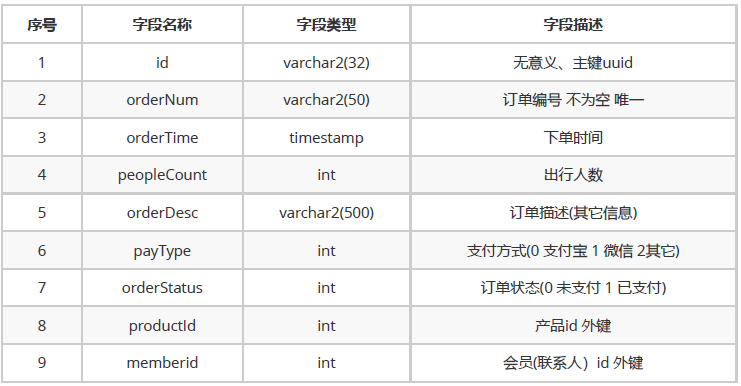 序号 字段名称 字段类型 字段描述
1 id varchar2(32) 无意义、主键uuid
2 orderNum varchar2(50) 订单编号 不为空 唯一
3 orderTime timestamp 下单时间
4 peopleCount int 出行人数
5 orderDesc varchar2(500) 订单描述(其它信息)
6 payType int 支付方式(0 支付宝 1 微信 2其它)
7 orderStatus int 订单状态(0 未支付 1 已支付)
8 productId int 产品id 外键
9 memberid int 会员(联系人）id 外键